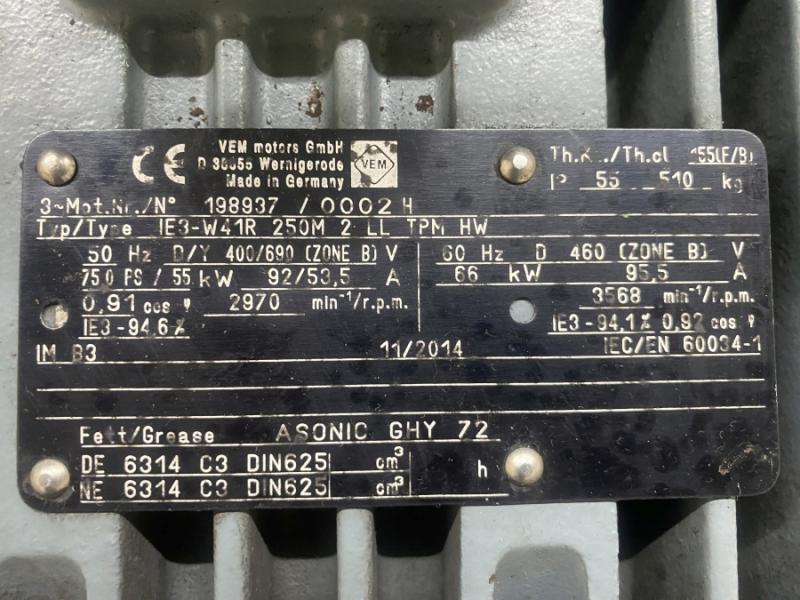 CE
VEM motors GmbH
D 38855 Wernigerode
Made in Germany
VEM
Th.Kl./Th.cl 155(F/B)
IP 55 510 kg
3~Mot.Nr./N° 198937 / 0002 H
Typ/Type IE3-W41R 250M 2 LL TPM HW
50 Hz D/Y 400/690 (ZONE B) V
75.0 PS / 55 kW 92/53,5 A
0,91 cos φ 2970 min⁻¹/r.p.m.
IE3-94.6%
60 Hz D 460 (ZONE B) V
66 kW 95,5 A
3568 min⁻¹/r.p.m.
IE3-94.1% 0,92 cos φ
IM B3 11/2014 IEC/EN 60034-1
Fett/Grease ASONIC GHY 72
DE 6314 C3 DIN625 cm³ h
NE 6314 C3 DIN625 cm³